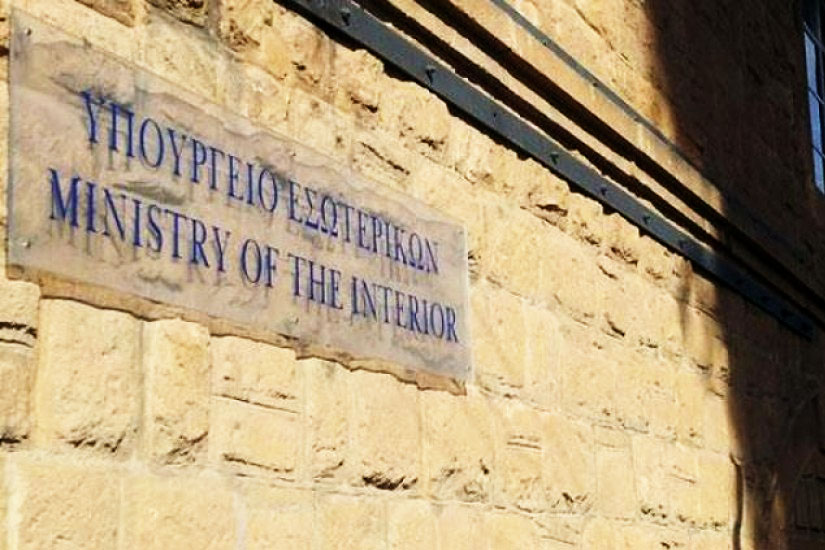 ΥΠΟΥΡΓΕΙΟ ΕΣΩΤΕΡΙΚΩΝ
MINISTRY OF THE INTERIOR